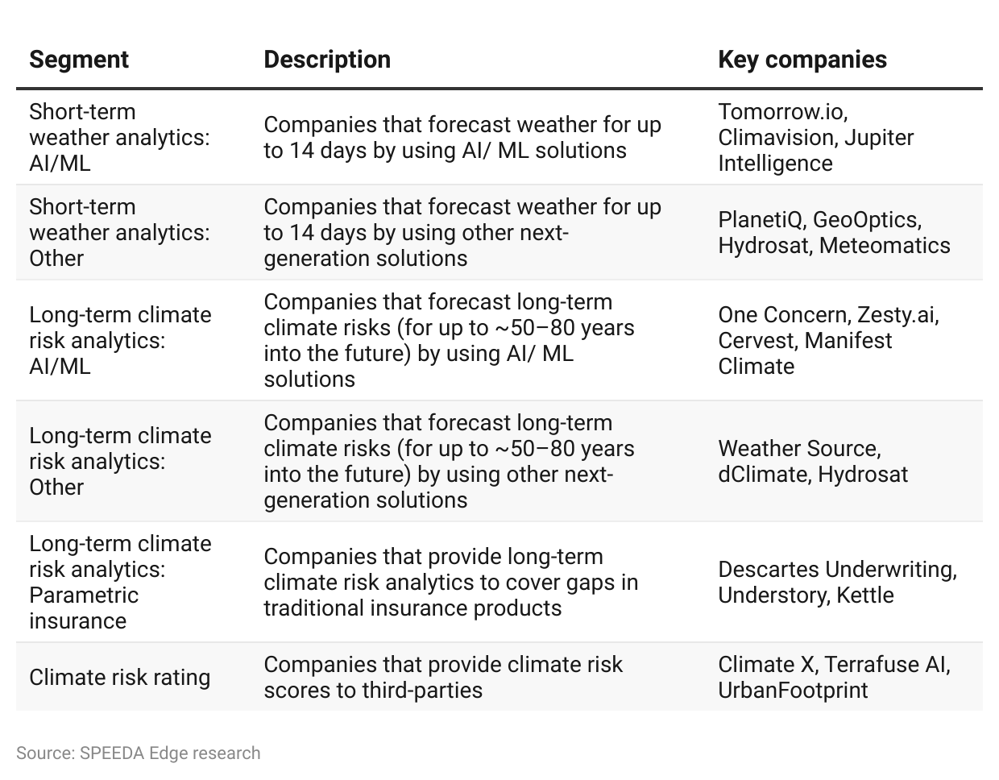 Segment
Description
Key companies
Short-term
weather analytics:
AI/ML
Companies that forecast weather for up
to 14 days by using AI/ ML solutions
Tomorrow.io,
Climavision, Jupiter
Intelligence
Short-term
weather analytics:
Other
Companies that forecast weather for up
to 14 days by using other next-
generation solutions
PlanetiQ, GeoOptics,
Hydrosat, Meteomatics
Long-term climate
risk analytics:
AI/ML
Companies that forecast long-term
climate risks (for up to ~50–80 years
into the future) by using AI/ ML
solutions
One Concern, Zesty.ai,
Cervest, Manifest
Climate
Long-term climate
risk analytics:
Other
Companies that forecast long-term
climate risks (for up to ~50–80 years
into the future) by using other next-
generation solutions
Weather Source,
dClimate, Hydrosat
Long-term climate
risk analytics:
Parametric
insurance
Companies that provide long-term
climate risk analytics to cover gaps in
traditional insurance products
Descartes Underwriting,
Understory, Kettle
Climate risk rating
Companies that provide climate risk
scores to third-parties
Climate X, Terrafuse AI,
UrbanFootprint
Source: SPEEDA Edge research